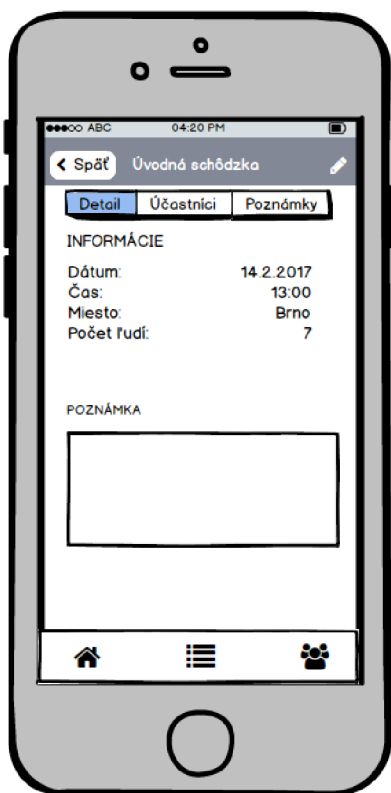 ABC 04:20 PM
Späť Úvodná schôdzka
Detail Účastníci Poznámky
INFORMÁCIE
Dátum: 14.2.2017
Čas: 13:00
Miesto: Brno
Počet ľudí: 7
POZNÁMKA